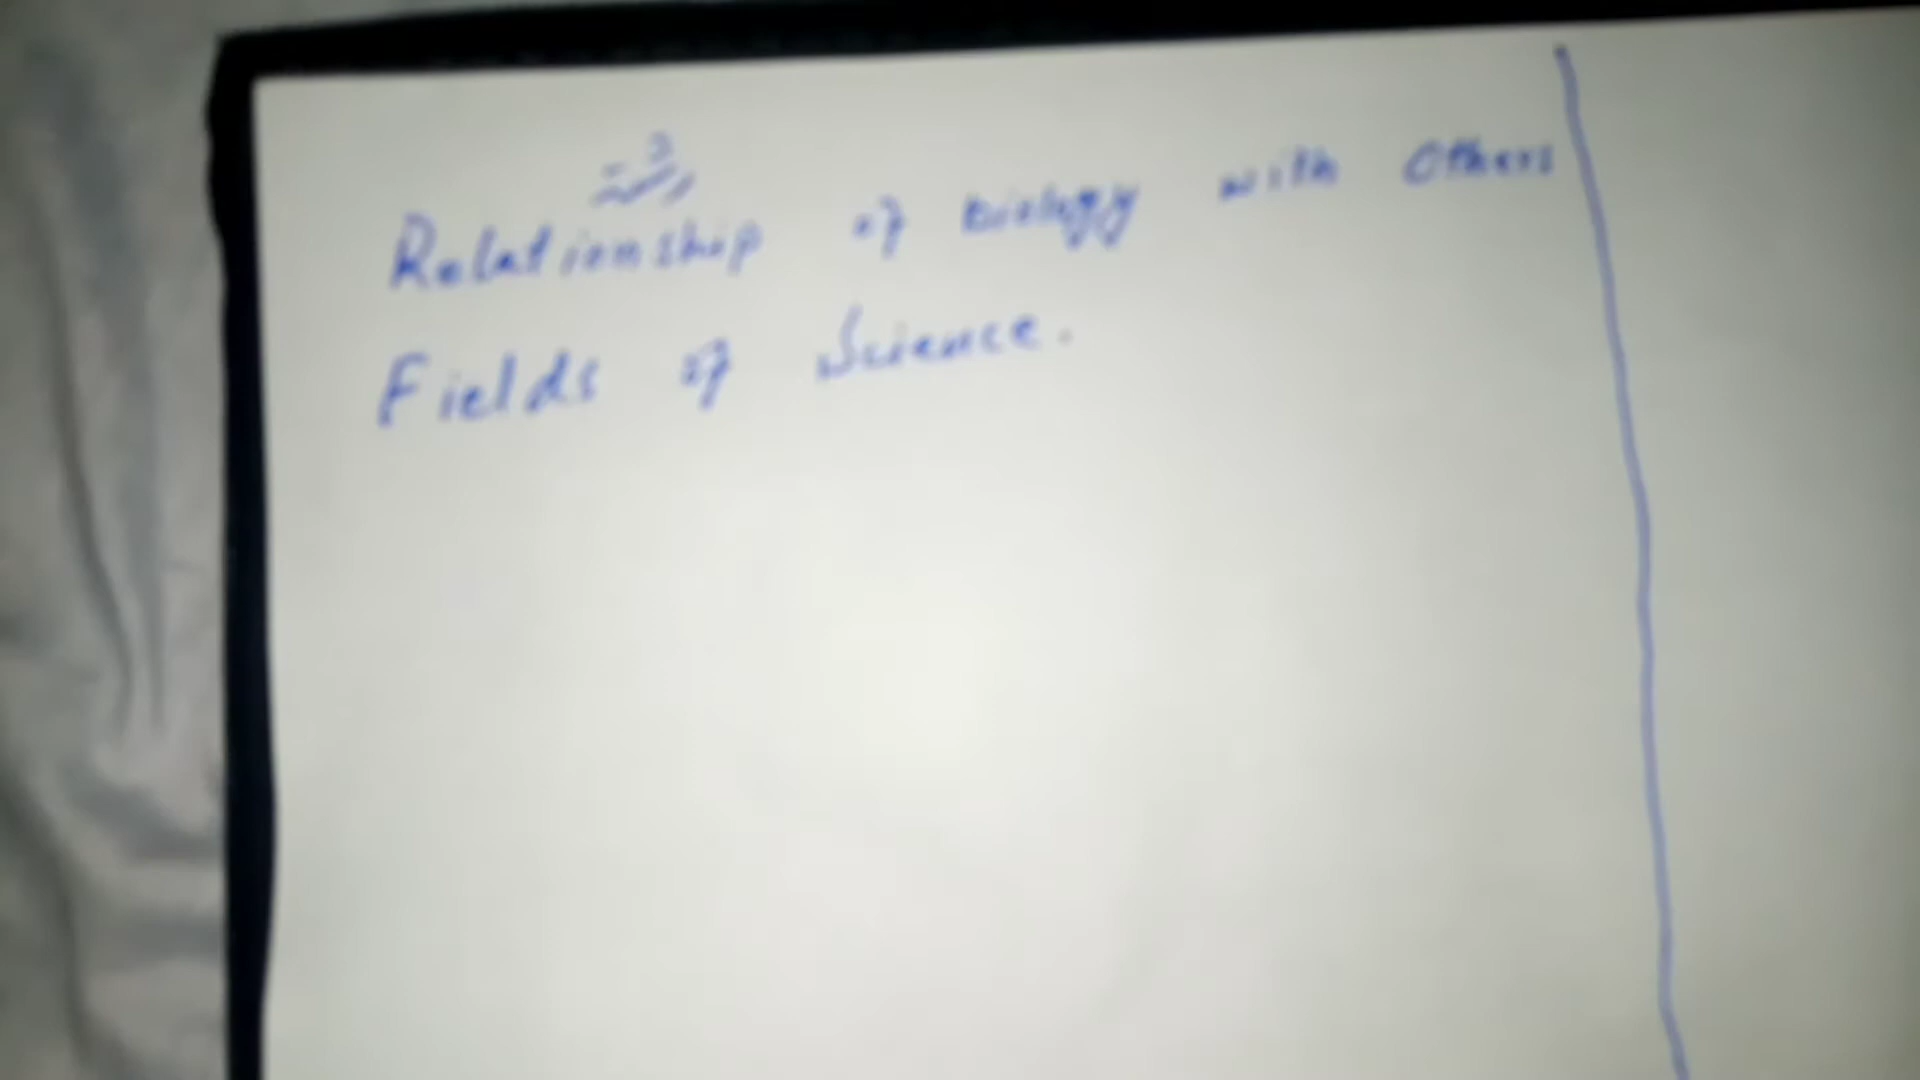 Relationship of biology with others
Fields of Science.